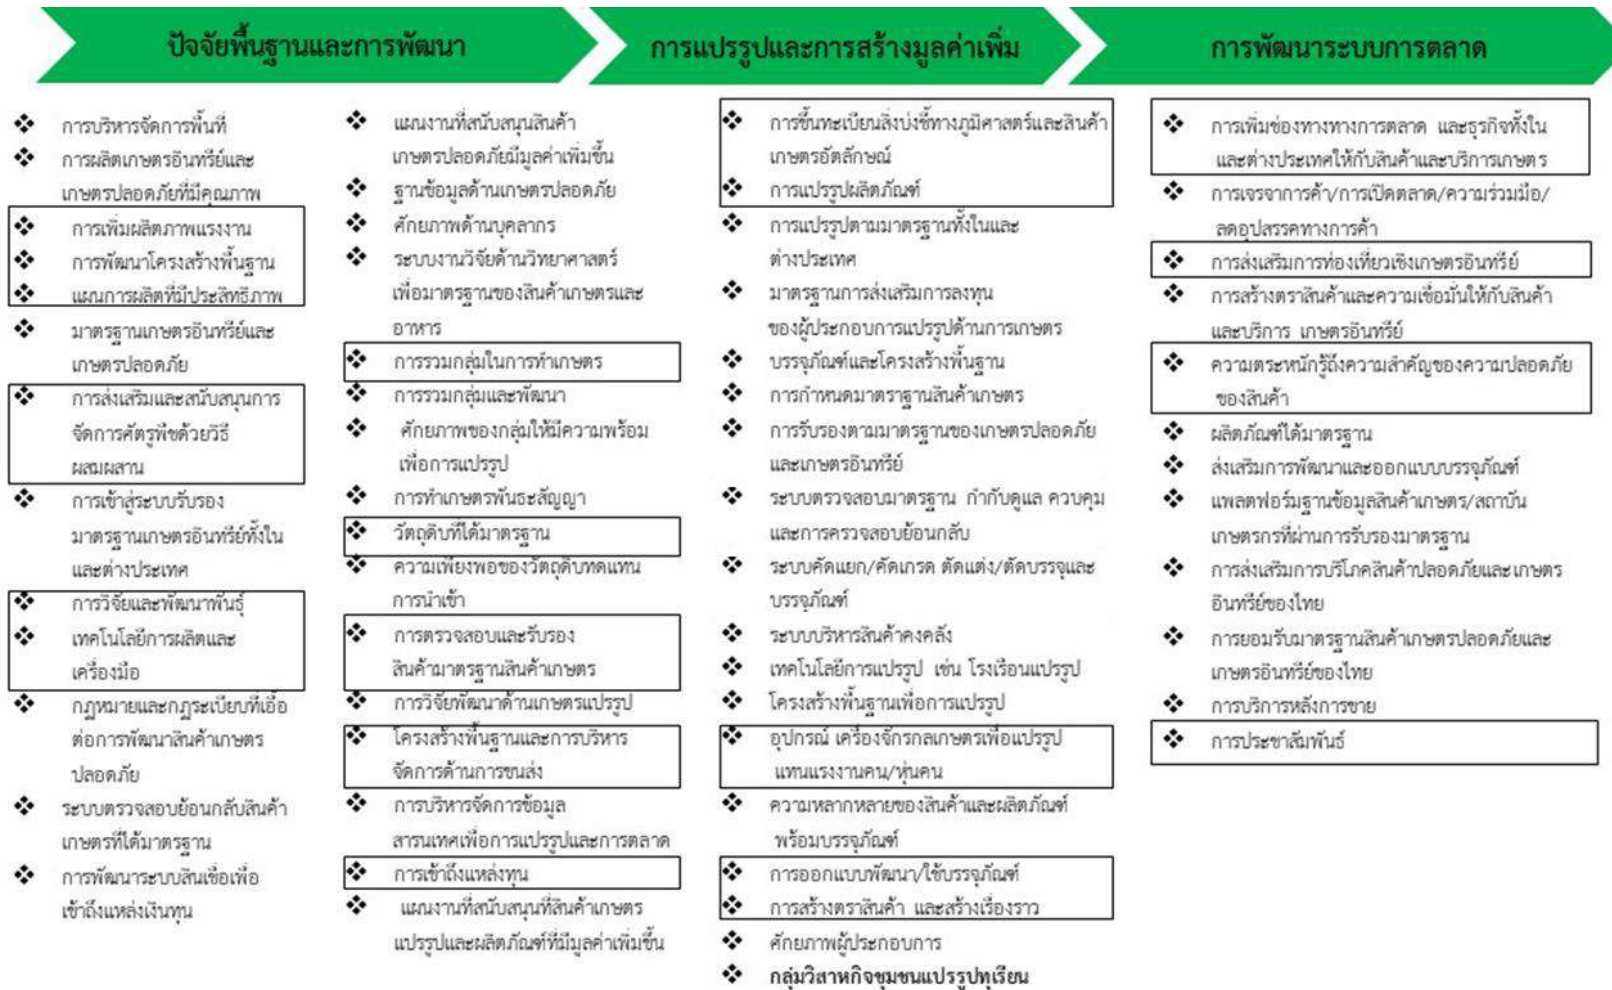 ปัจจัยพื้นฐานและการพัฒนา
การแปรรูปและการสร้างมูลค่าเพิ่ม
การพัฒนาระบบการตลาด
❖ การบริหารจัดการพื้นที่
❖ การผลิตเกษตรอินทรีย์และ
เกษตรปลอดภัยที่มีคุณภาพ
❖ การเพิ่มผลิตภาพแรงงาน
❖ การพัฒนาโครงสร้างพื้นฐาน
❖ แผนการผลิตที่มีประสิทธิภาพ
❖ มาตรฐานเกษตรอินทรีย์และ
เกษตรปลอดภัย
❖ การส่งเสริมและสนับสนุนการ
จัดการศัตรูพืชด้วยวิธี
ผสมผสาน
❖ การเข้าสู่ระบบรับรอง
มาตรฐานเกษตรอินทรีย์ทั้งใน
และต่างประเทศ
❖ การวิจัยและพัฒนาพันธุ์
❖ เทคโนโลยีการผลิตและ
เครื่องมือ
❖ กฎหมายและกฎระเบียบที่เอื้อ
ต่อการพัฒนาสินค้าเกษตร
ปลอดภัย
❖ ระบบตรวจสอบย้อนกลับสินค้า
เกษตรที่ได้มาตรฐาน
❖ การพัฒนาระบบสินเชื่อเพื่อ
เข้าถึงแหล่งเงินทุน
❖ แผนงานที่สนับสนุนสินค้า
เกษตรปลอดภัยมีมูลค่าเพิ่มขึ้น
❖ ฐานข้อมูลด้านเกษตรปลอดภัย
❖ ศักยภาพด้านบุคลากร
❖ ระบบงานวิจัยด้านวิทยาศาสตร์
เพื่อมาตรฐานของสินค้าเกษตรและ
อาหาร
❖ การรวมกลุ่มในการทำเกษตร
❖ การรวมกลุ่มและพัฒนา
❖ ศักยภาพของกลุ่มให้มีความพร้อม
เพื่อการแปรรูป
❖ การทำเกษตรพันธะสัญญา
❖ วัตถุดิบที่ได้มาตรฐาน
❖ ความเพียงพอของวัตถุดิบทดแทน
การนำเข้า
❖ การตรวจสอบและรับรอง
สินค้ามาตรฐานสินค้าเกษตร
❖ การวิจัยพัฒนาด้านเกษตรแปรรูป
❖ โครงสร้างพื้นฐานและการบริหาร
จัดการด้านการขนส่ง
❖ การบริหารจัดการข้อมูล
สารนเทศเพื่อการแปรรูปและการตลาด
❖ การเข้าถึงแหล่งทุน
❖ แผนงานที่สนับสนุนที่สินค้าเกษตร
แปรรูปและผลิตภัณฑ์ที่มีมูลค่าเพิ่มขึ้น
❖ การขึ้นทะเบียนสิ่งบ่งชี้ทางภูมิศาสตร์และสินค้า
เกษตรอัตลักษณ์
❖ การแปรรูปผลิตภัณฑ์
❖ การแปรรูปตามมาตรฐานทั้งในและ
ต่างประเทศ
❖ มาตรฐานการส่งเสริมการลงทุน
ของผู้ประกอบการแปรรูปด้านการเกษตร
❖ บรรจุภัณฑ์และโครงสร้างพื้นฐาน
❖ การกำหนดมาตราฐานสินค้าเกษตร
❖ การรับรองตามมาตรฐานของเกษตรปลอดภัย
และเกษตรอินทรีย์
❖ ระบบตรวจสอบมาตรฐาน กำกับดูแล ควบคุม
และการครวจสอบย้อนกลับ
❖ ระบบคัดแยก/คัดเกรด ตัดแต่ง/ตัดบรรจุและ
บรรจุภัณฑ์
❖ ระบบบริหารสินค้าคงคลัง
❖ เทคโนโลยีการแปรรูป เช่น โรงเรือนแปรรูป
❖ โครงสร้างพื้นฐานเพื่อการแปรรูป
❖ อุปกรณ์ เครื่องจักรกลเกษตรเพื่อแปรรูป
แทนแรงงานคน/หุ่นคน
❖ ความหลากหลายของสินค้าและผลิตภัณฑ์
พร้อมบรรจุภัณฑ์
❖ การออกแบบพัฒนา/ใช้บรรจุภัณฑ์
❖ การสร้างตราสินค้า และสร้างเรื่องราว
❖ ศักยภาพผู้ประกอบการ
❖ กลุ่มวิสาหกิจชุมชนแปรรูปทุเรียน
❖ การเพิ่มช่องทางทางการตลาด และธุรกิจทั้งใน
และต่างประเทศให้กับสินค้าและบริการเกษตร
❖ การเจรจาการค้า/การเปิดตลาด/ความร่วมมือ/
ลดอุปสรรคทางการค้า
❖ การส่งเสริมการท่องเที่ยวเชิงเกษตรอินทรีย์
❖ การสร้างตราสินค้าและความเชื่อมั่นให้กับสินค้า
และบริการ เกษตรอินทรีย์
❖ ความตระหนักรู้ถึงความสำคัญของความปลอดภัย
ของสินค้า
❖ ผลิตภัณฑ์ได้มาตรฐาน
❖ ส่งเสริมการพัฒนาและออกแบบบรรจุภัณฑ์
❖ แพลตฟอร์มฐานข้อมูลสินค้าเกษตร/สถาบัน
เกษตรกรที่ผ่านการรับรองมาตรฐาน
❖ การส่งเสริมการบริโภคสินค้าปลอดภัยและเกษตร
อินทรีย์ของไทย
❖ การยอมรับมาตรฐานสินค้าเกษตรปลอดภัยและ
เกษตรอินทรีย์ของไทย
❖ การบริการหลังการขาย
❖ การประชาสัมพันธ์